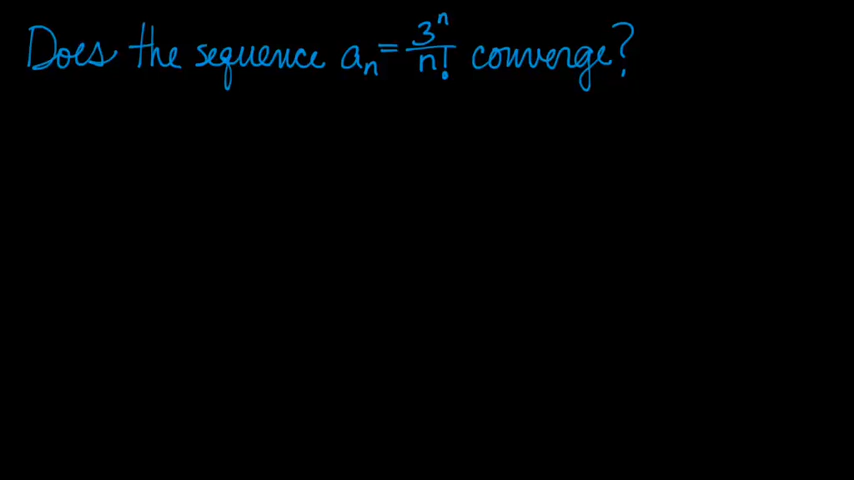 Does the sequence aₙ = 3ⁿ/n! converge?